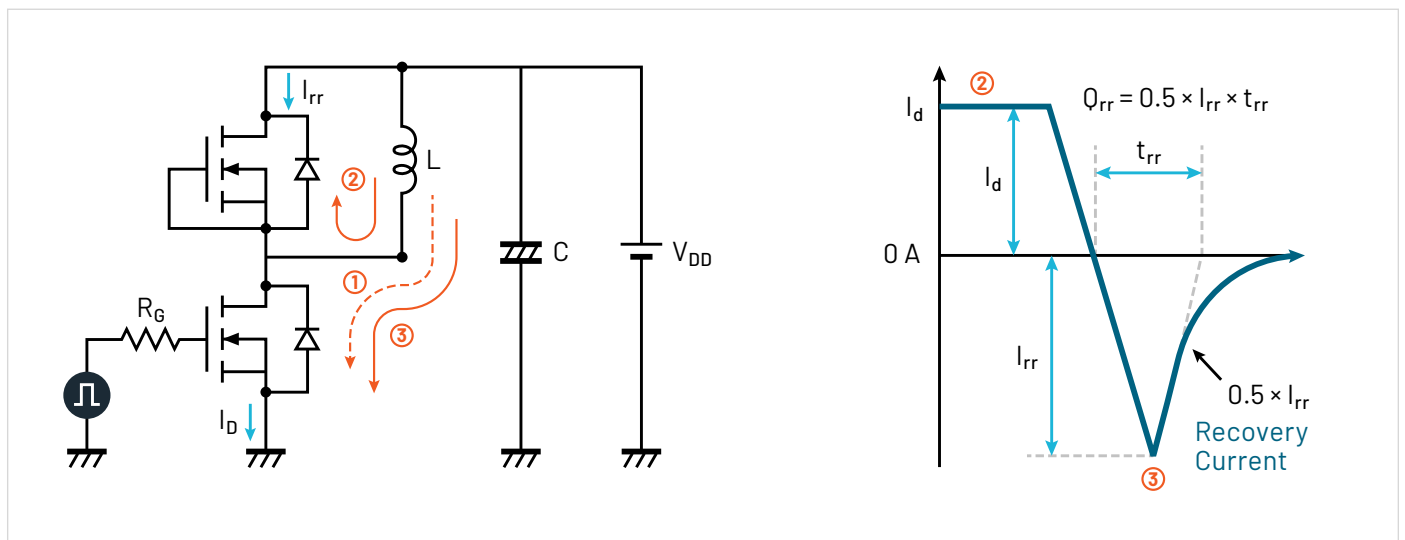 Irr
②
L
①
③
RG
ID
C
VDD
②
Id
Qrr = 0.5 × Irr × trr
trr
Id
0 A
Irr
0.5 × Irr
Recovery
Current
③